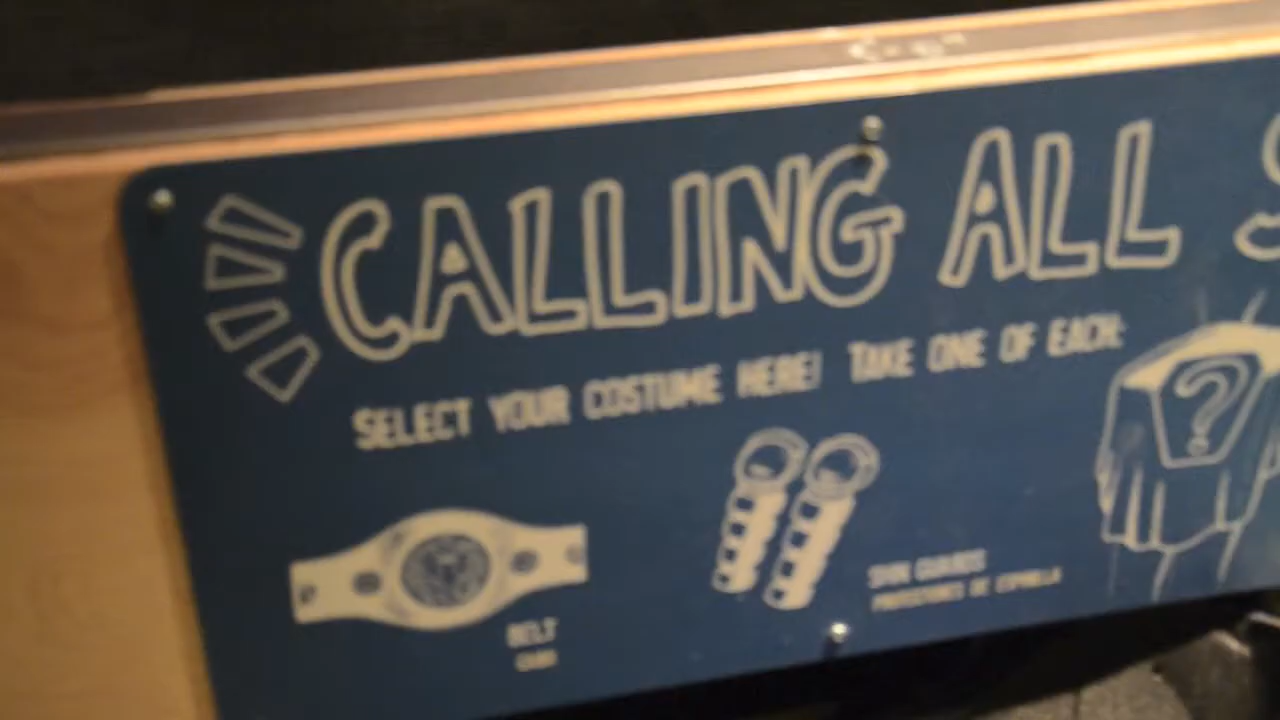 CALLING ALL S
SELECT YOUR COSTUME HERE! TAKE ONE OF EACH:
SHIN GUARDS
BELT